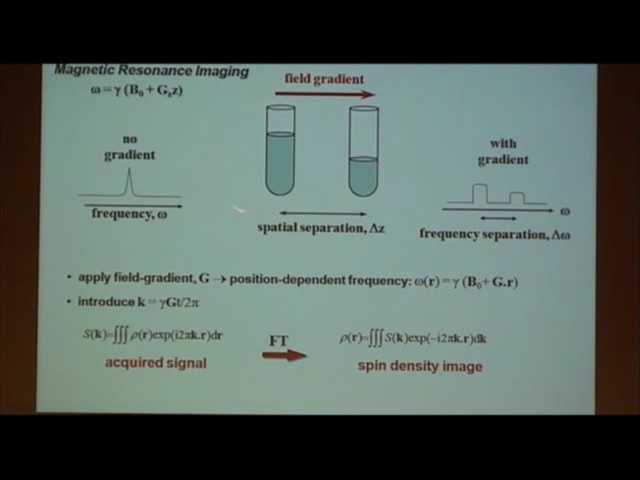 Magnetic Resonance Imaging
ω = γ (B₀ + G_z z)
field gradient
no
gradient
with
gradient
frequency, ω
spatial separation, Δz
ω
frequency separation, Δω
• apply field-gradient, G → position-dependent frequency: ω(r) = γ (B₀ + G.r)
• introduce k = γGt/2π
S(k)=∫∫∫ ρ(r)exp(i2πk.r)dr
FT
ρ(r)=∫∫∫ S(k)exp(−i2πk.r)dk
acquired signal
spin density image